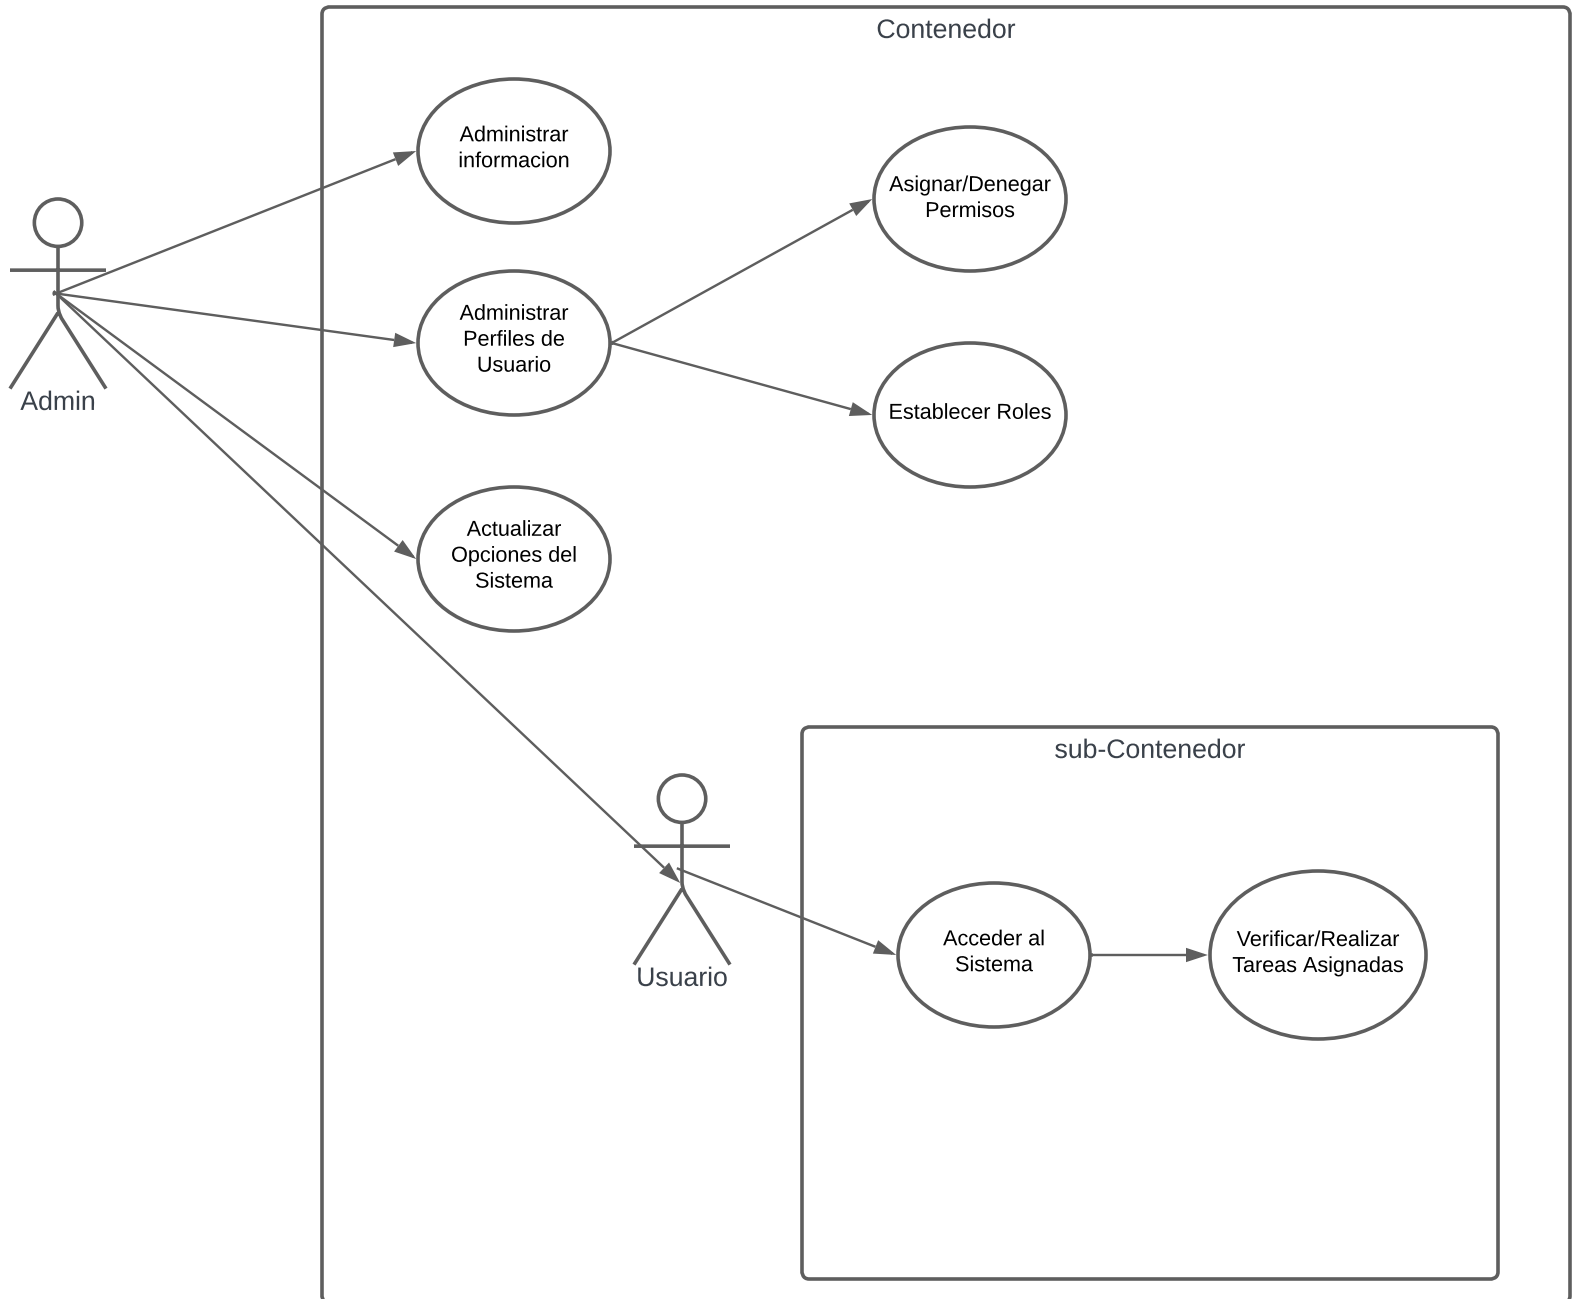 Contenedor
Administrar
informacion
Asignar/Denegar
Permisos
Administrar
Perfiles de
Usuario
Admin
Establecer Roles
Actualizar
Opciones del
Sistema
sub-Contenedor
Usuario
Acceder al
Sistema
Verificar/Realizar
Tareas Asignadas